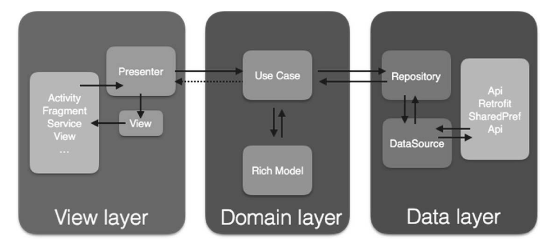 Presenter
Activity
Fragment
Service
View
...
View
View layer
Use Case
Rich Model
Domain layer
Repository
DataSource
Api
Retrofit
SharedPref
Api
Data layer